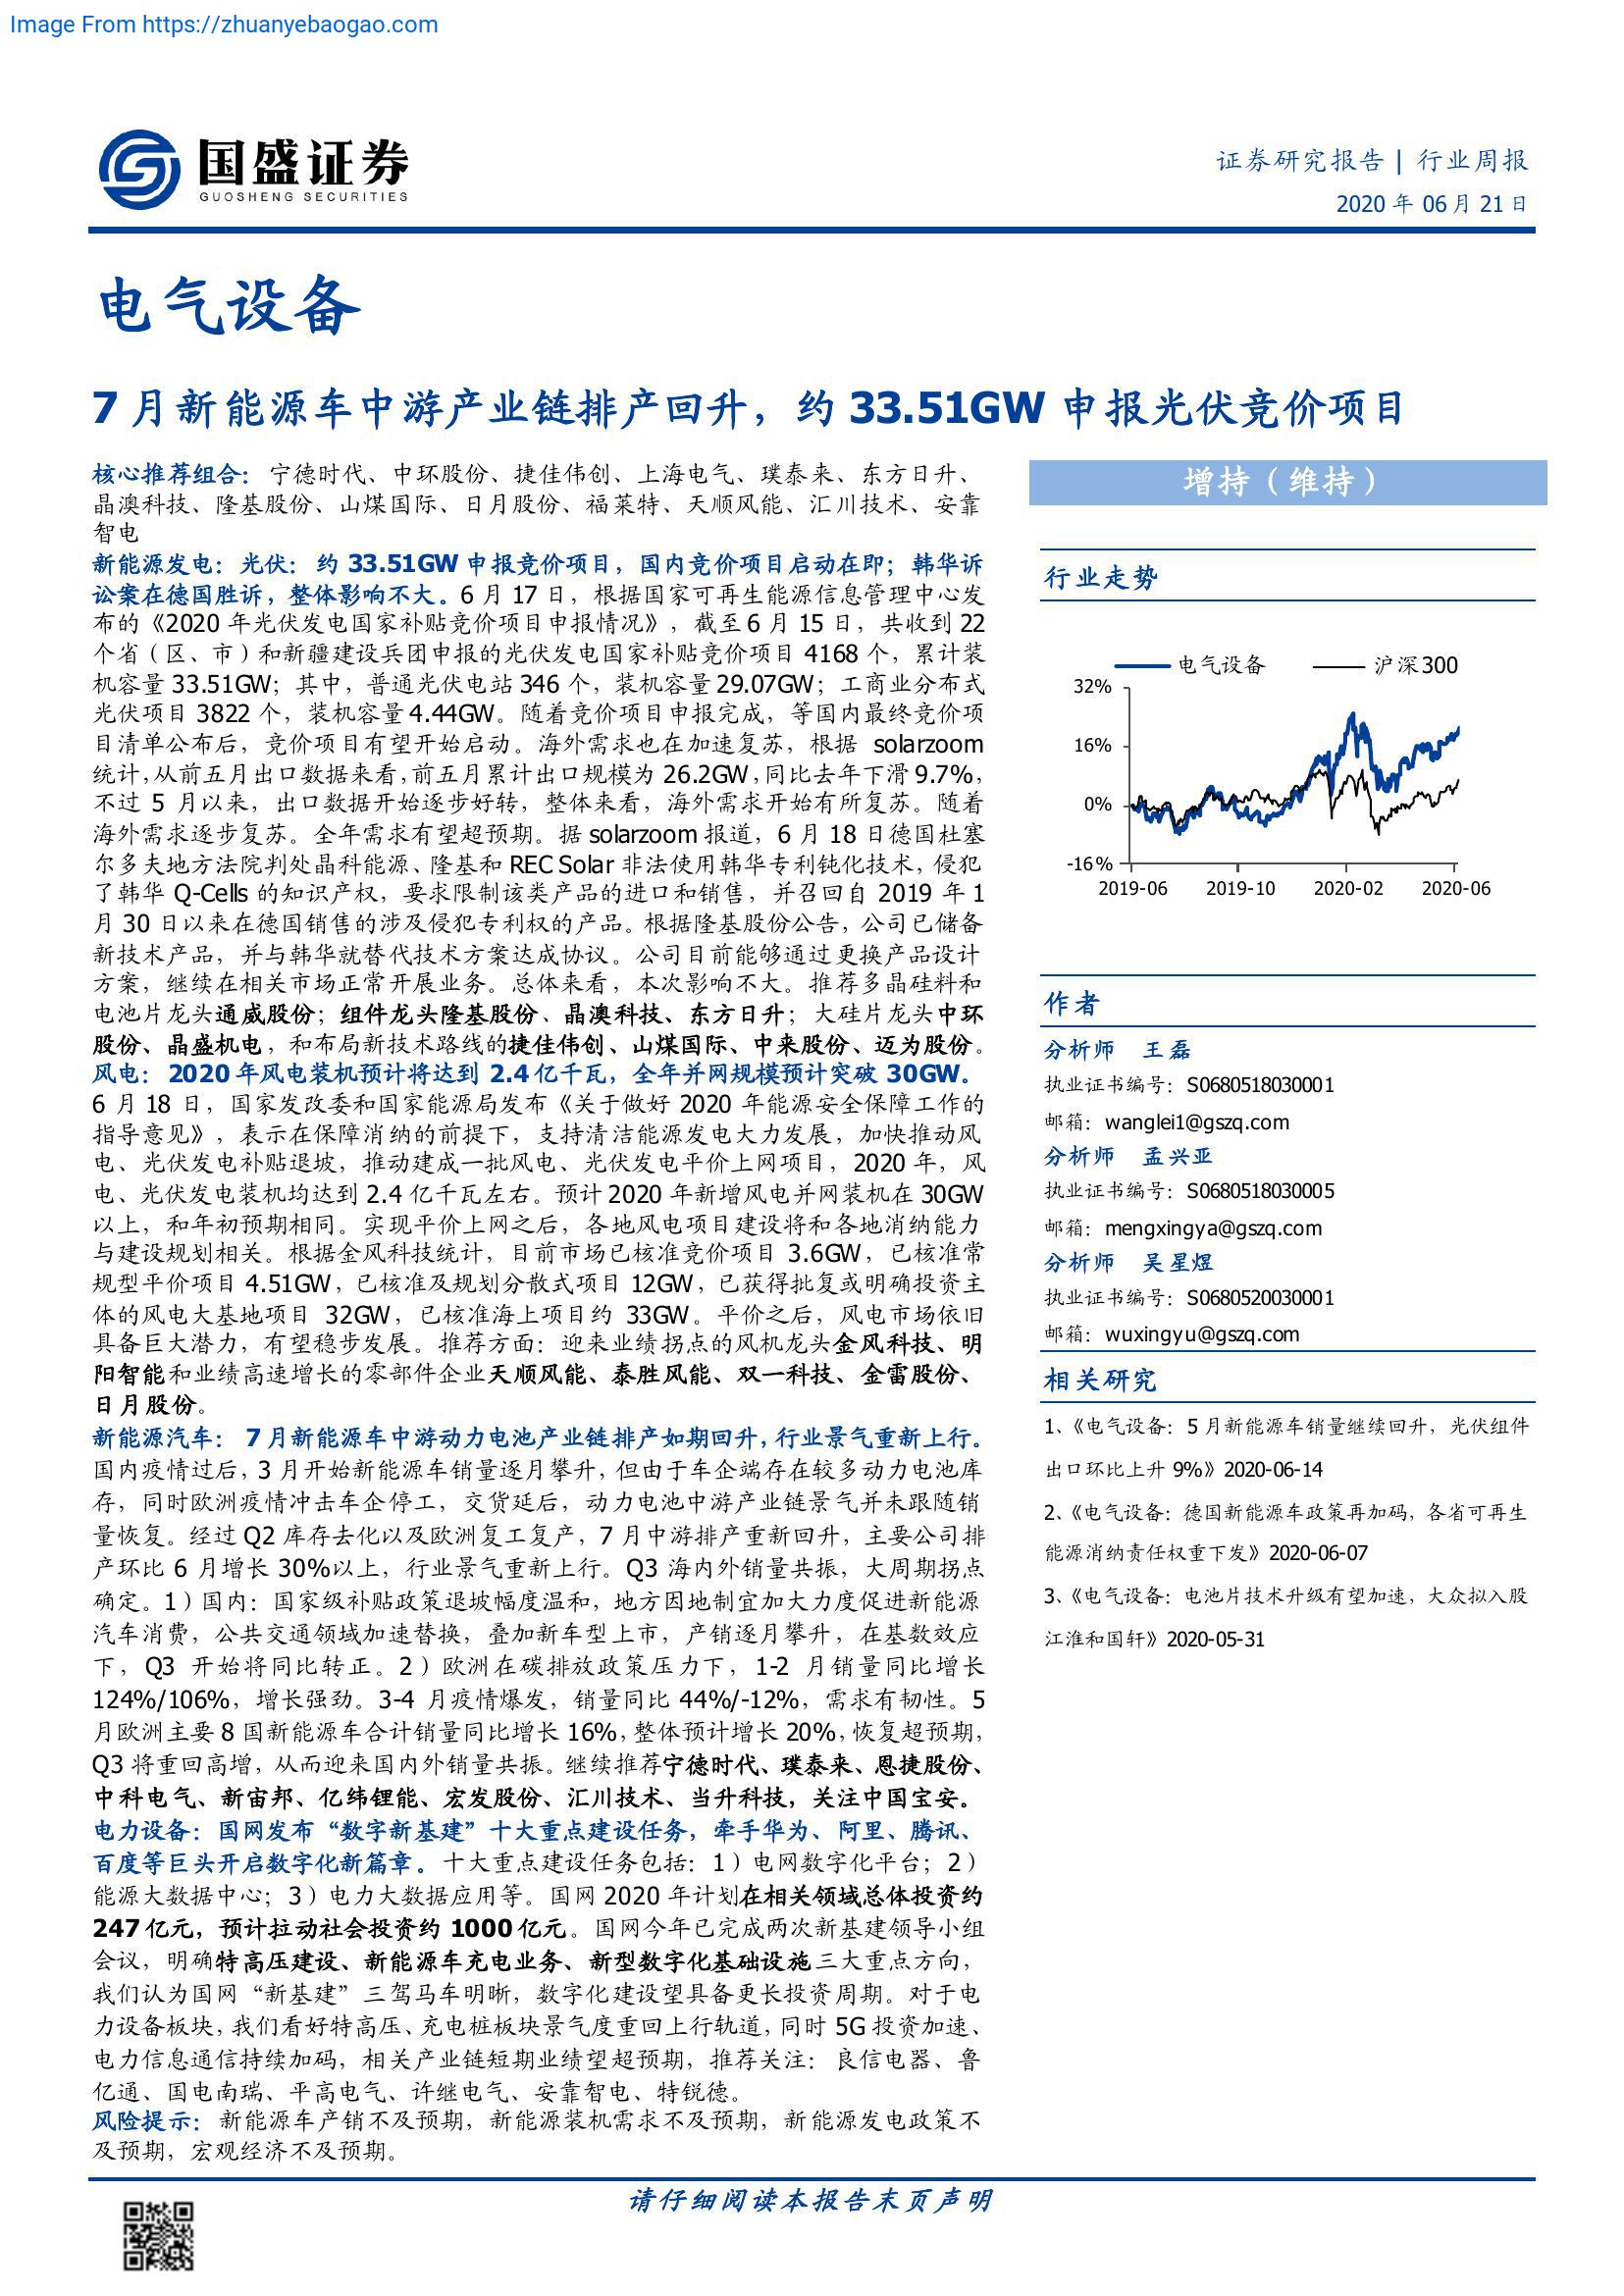 Image From https://zhuanyebaogao.com
国盛证券
GUOSHENG SECURITIES
证券研究报告 | 行业周报
2020 年 06 月 21 日
电气设备
7 月新能源车中游产业链排产回升，约 33.51GW 申报光伏竞价项目
核心推荐组合： 宁德时代、中环股份、捷佳伟创、上海电气、璞泰来、东方日升、
晶澳科技、隆基股份、山煤国际、日月股份、福莱特、天顺风能、汇川技术、安靠
智电
新能源发电：光伏：约 33.51GW 申报竞价项目，国内竞价项目启动在即；韩华诉
讼案在德国胜诉，整体影响不大。6 月 17 日，根据国家可再生能源信息管理中心发
布的《2020 年光伏发电国家补贴竞价项目申报情况》，截至 6 月 15 日，共收到 22
个省（区、市）和新疆建设兵团申报的光伏发电国家补贴竞价项目 4168 个，累计装
机容量 33.51GW；其中，普通光伏电站 346 个，装机容量 29.07GW；工商业分布式
光伏项目 3822 个，装机容量 4.44GW。随着竞价项目申报完成，等国内最终竞价项
目清单公布后，竞价项目有望开始启动。海外需求也在加速复苏，根据 solarzoom
统计，从前五月出口数据来看，前五月累计出口规模为 26.2GW，同比去年下滑 9.7%，
不过 5 月以来，出口数据开始逐步好转，整体来看，海外需求开始有所复苏。随着
海外需求逐步复苏。全年需求有望超预期。据 solarzoom 报道，6 月 18 日德国杜塞
尔多夫地方法院判处晶科能源、隆基和 REC Solar 非法使用韩华专利钝化技术，侵犯
了韩华 Q-Cells 的知识产权，要求限制该类产品的进口和销售，并召回自 2019 年 1
月 30 日以来在德国销售的涉及侵犯专利权的产品。根据隆基股份公告，公司已储备
新技术产品，并与韩华就替代技术方案达成协议。公司目前能够通过更换产品设计
方案，继续在相关市场正常开展业务。总体来看，本次影响不大。推荐多晶硅料和
电池片龙头通威股份；组件龙头隆基股份、晶澳科技、东方日升；大硅片龙头中环
股份、晶盛机电，和布局新技术路线的捷佳伟创、山煤国际、中来股份、迈为股份。
风电：2020 年风电装机预计将达到 2.4 亿千瓦，全年并网规模预计突破 30GW。
6 月 18 日，国家发改委和国家能源局发布《关于做好 2020 年能源安全保障工作的
指导意见》，表示在保障消纳的前提下，支持清洁能源发电大力发展，加快推动风
电、光伏发电补贴退坡，推动建成一批风电、光伏发电平价上网项目，2020 年，风
电、光伏发电装机均达到 2.4 亿千瓦左右。预计 2020 年新增风电并网装机在 30GW
以上，和年初预期相同。实现平价上网之后，各地风电项目建设将和各地消纳能力
与建设规划相关。根据金风科技统计，目前市场已核准竞价项目 3.6GW，已核准常
规型平价项目 4.51GW，已核准及规划分散式项目 12GW，已获得批复或明确投资主
体的风电大基地项目 32GW，已核准海上项目约 33GW。平价之后，风电市场依旧
具备巨大潜力，有望稳步发展。推荐方面：迎来业绩拐点的风机龙头金风科技、明
阳智能和业绩高速增长的零部件企业天顺风能、泰胜风能、双一科技、金雷股份、
日月股份。
新能源汽车： 7 月新能源车中游动力电池产业链排产如期回升，行业景气重新上行。
国内疫情过后，3 月开始新能源车销量逐月攀升，但由于车企端存在较多动力电池库
存，同时欧洲疫情冲击车企停工，交货延后，动力电池中游产业链景气并未跟随销
量恢复。经过 Q2 库存去化以及欧洲复工复产，7 月中游排产重新回升，主要公司排
产环比 6 月增长 30%以上，行业景气重新上行。Q3 海内外销量共振，大周期拐点
确定。1）国内：国家级补贴政策退坡幅度温和，地方因地制宜加大力度促进新能源
汽车消费，公共交通领域加速替换，叠加新车型上市，产销逐月攀升，在基数效应
下，Q3 开始将同比转正。2）欧洲在碳排放政策压力下，1-2 月销量同比增长
124%/106%，增长强劲。3-4 月疫情爆发，销量同比 44%/-12%，需求有韧性。5
月欧洲主要 8 国新能源车合计销量同比增长 16%，整体预计增长 20%，恢复超预期，
Q3 将重回高增，从而迎来国内外销量共振。继续推荐宁德时代、璞泰来、恩捷股份、
中科电气、新宙邦、亿纬锂能、宏发股份、汇川技术、当升科技，关注中国宝安。
电力设备：国网发布“数字新基建”十大重点建设任务，牵手华为、阿里、腾讯、
百度等巨头开启数字化新篇章。十大重点建设任务包括：1）电网数字化平台；2）
能源大数据中心；3）电力大数据应用等。国网 2020 年计划在相关领域总体投资约
247 亿元，预计拉动社会投资约 1000 亿元。国网今年已完成两次新基建领导小组
会议，明确特高压建设、新能源车充电业务、新型数字化基础设施三大重点方向，
我们认为国网“新基建”三驾马车明晰，数字化建设望具备更长投资周期。对于电
力设备板块，我们看好特高压、充电桩板块景气度重回上行轨道，同时 5G 投资加速、
电力信息通信持续加码，相关产业链短期业绩望超预期，推荐关注： 良信电器、鲁
亿通、国电南瑞、平高电气、许继电气、安靠智电、特锐德。
风险提示： 新能源车产销不及预期，新能源装机需求不及预期，新能源发电政策不
及预期，宏观经济不及预期。
增持（维持）
行业走势
电气设备 沪深300
32%
16%
0%
-16%
2019-06 2019-10 2020-02 2020-06
作者
分析师 王磊
执业证书编号：S0680518030001
邮箱：wanglei1@gszq.com
分析师 孟兴亚
执业证书编号：S0680518030005
邮箱：mengxingya@gszq.com
分析师 吴星煜
执业证书编号：S0680520030001
邮箱：wuxingyu@gszq.com
相关研究
1、《电气设备：5 月新能源车销量继续回升，光伏组件
出口环比上升 9%》2020-06-14
2、《电气设备：德国新能源车政策再加码，各省可再生
能源消纳责任权重下发》2020-06-07
3、《电气设备：电池片技术升级有望加速，大众拟入股
江淮和国轩》2020-05-31
请仔细阅读本报告末页声明